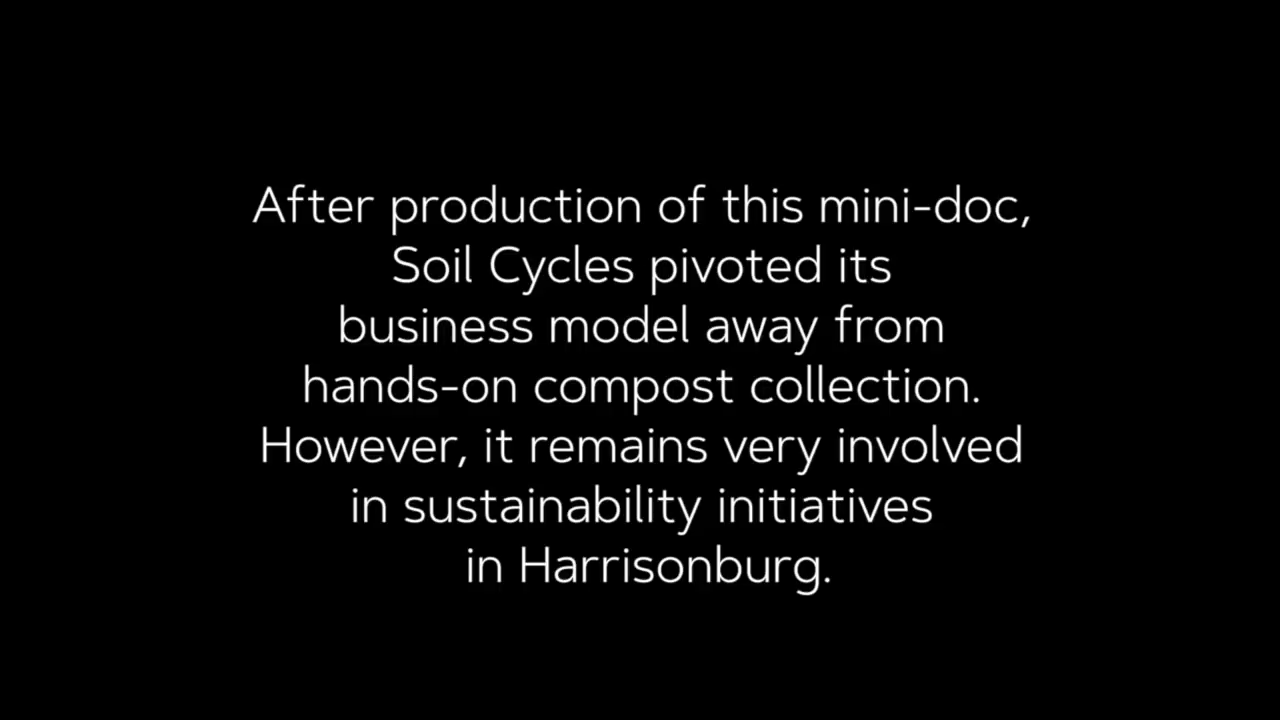 After production of this mini-doc,
Soil Cycles pivoted its
business model away from
hands-on compost collection.
However, it remains very involved
in sustainability initiatives
in Harrisonburg.